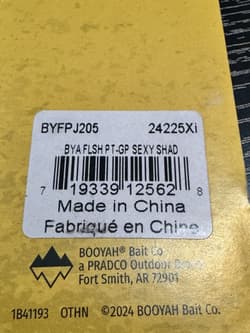 BYFPJ205 24225Xi
BYA FLSH PT-GP SEXY SHAD
7 19339 12562 8
Made in China
Fabriqué en Chine
BOOYAH® Bait Co
a PRADCO Outdoor
Fort Smith, AR 72901
1B41193 OTHN ©2024 BOOYAH Bait Co.